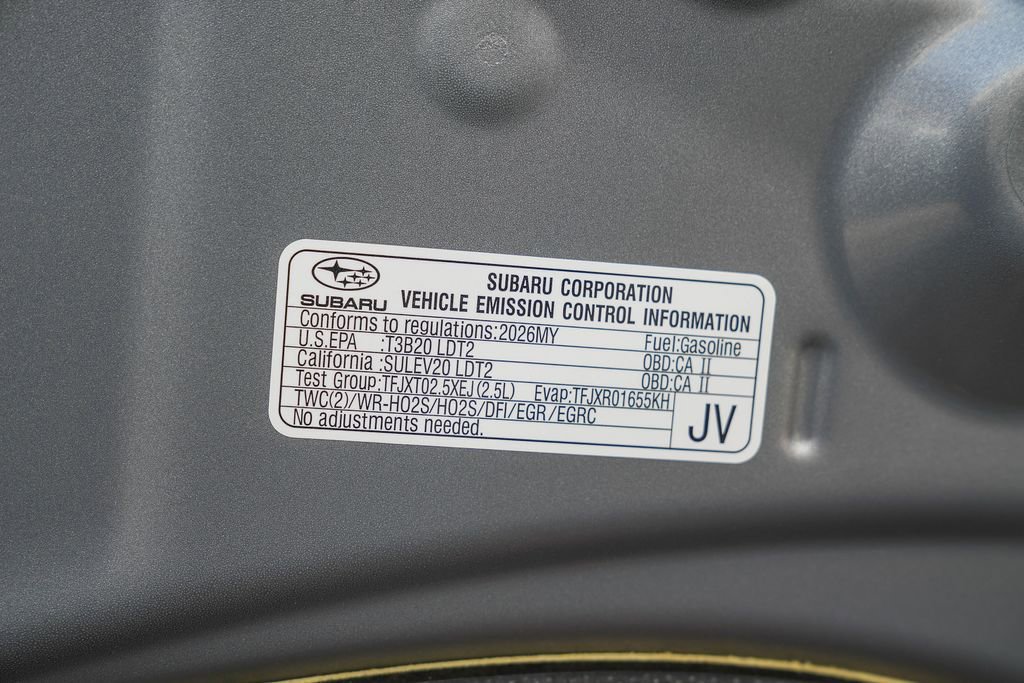 SUBARU
SUBARU CORPORATION
VEHICLE EMISSION CONTROL INFORMATION
Conforms to regulations:2026MY Fuel:Gasoline
U.S.EPA :T3B20 LDT2 OBD:CA II
California :SULEV20 LDT2 OBD:CA II
Test Group:TFJXT02.5XEJ(2.5L) Evap:TFJXR01655KH
TWC(2)/WR-HO2S/HO2S/DFI/EGR/EGRC
No adjustments needed.
JV